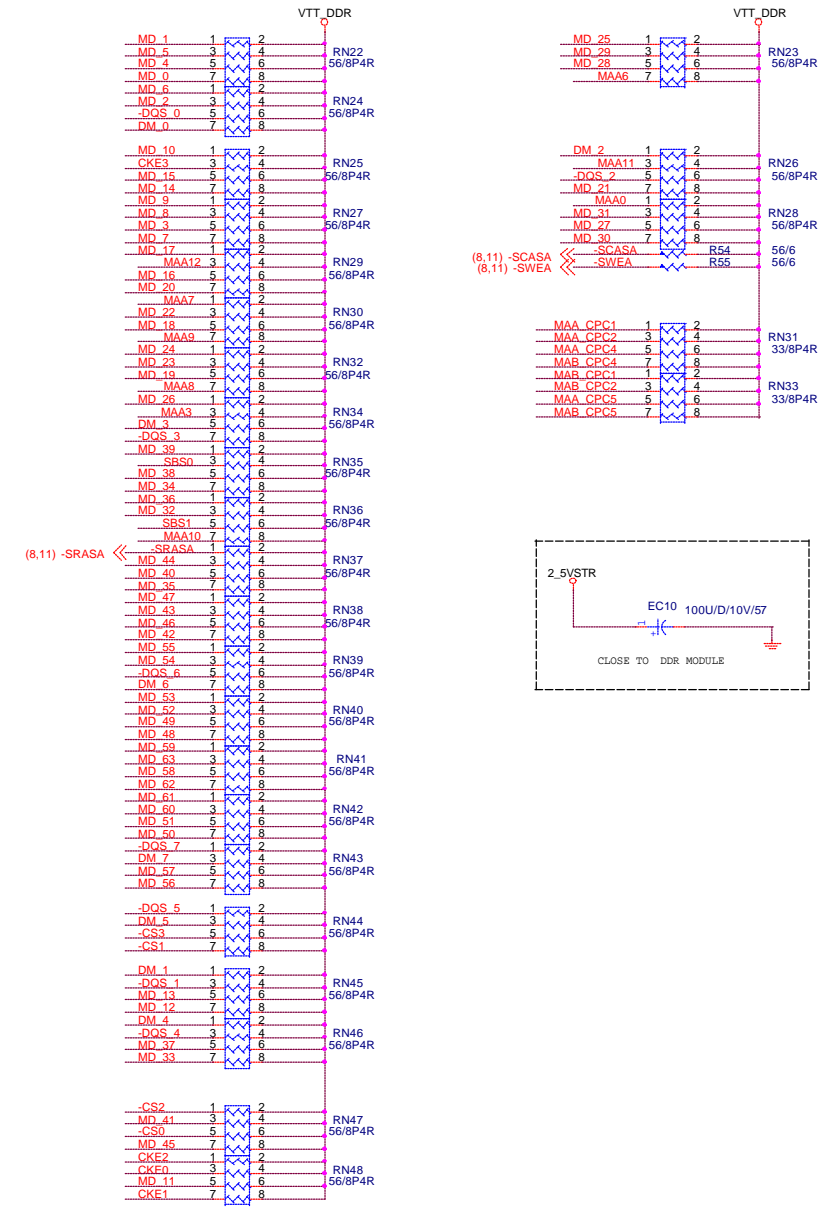 VTT_DDR
MD_1 1 2
MD_5 3 4 RN22
MD_4 5 6 56/8P4R
MD_0 7 8
MD_6 1 2
MD_2 3 4 RN24
-DQS_0 5 6 56/8P4R
DM_0 7 8
MD_10 1 2
CKE3 3 4 RN25
MD_15 5 6 56/8P4R
MD_14 7 8
MD_9 1 2
MD_8 3 4 RN27
MD_3 5 6 56/8P4R
MD_7 7 8
MD_17 1 2
MAA12 3 4 RN29
MD_16 5 6 56/8P4R
MD_20 7 8
MAA7 1 2
MD_22 3 4 RN30
MD_18 5 6 56/8P4R
MAA9 7 8
MD_24 1 2
MD_23 3 4 RN32
MD_19 5 6 56/8P4R
MAA8 7 8
MD_26 1 2
MAA3 3 4 RN34
DM_3 5 6 56/8P4R
-DQS_3 7 8
MD_39 1 2
SBS0 3 4 RN35
MD_38 5 6 56/8P4R
MD_34 7 8
MD_36 1 2
MD_32 3 4 RN36
SBS1 5 6 56/8P4R
MAA10 7 8
(8,11) -SRASA -SRASA 1 2
MD_44 3 4 RN37
MD_40 5 6 56/8P4R
MD_35 7 8
MD_47 1 2
MD_43 3 4 RN38
MD_46 5 6 56/8P4R
MD_42 7 8
MD_55 1 2
MD_54 3 4 RN39
-DQS_6 5 6 56/8P4R
DM_6 7 8
MD_53 1 2
MD_52 3 4 RN40
MD_49 5 6 56/8P4R
MD_48 7 8
MD_59 1 2
MD_63 3 4 RN41
MD_58 5 6 56/8P4R
MD_62 7 8
MD_61 1 2
MD_60 3 4 RN42
MD_51 5 6 56/8P4R
MD_50 7 8
-DQS_7 1 2
DM_7 3 4 RN43
MD_57 5 6 56/8P4R
MD_56 7 8
-DQS_5 1 2
DM_5 3 4 RN44
-CS3 5 6 56/8P4R
-CS1 7 8
DM_1 1 2
-DQS_1 3 4 RN45
MD_13 5 6 56/8P4R
MD_12 7 8
DM_4 1 2
-DQS_4 3 4 RN46
MD_37 5 6 56/8P4R
MD_33 7 8
-CS2 1 2
MD_41 3 4 RN47
-CS0 5 6 56/8P4R
MD_45 7 8
CKE2 1 2
CKE0 3 4 RN48
MD_11 5 6 56/8P4R
CKE1 7 8
VTT_DDR
MD_25 1 2
MD_29 3 4 RN23
MD_28 5 6 56/8P4R
MAA6 7 8
DM_2 1 2
MAA11 3 4 RN26
-DQS_2 5 6 56/8P4R
MD_21 7 8
MAA0 1 2
MD_31 3 4 RN28
MD_27 5 6 56/8P4R
MD_30 7 8
(8,11) -SCASA -SCASA R54 56/6
(8,11) -SWEA -SWEA R55 56/6
MAA_CPC1 1 2
MAA_CPC2 3 4 RN31
MAA_CPC4 5 6 33/8P4R
MAB_CPC4 7 8
MAB_CPC1 1 2
MAB_CPC2 3 4 RN33
MAA_CPC5 5 6 33/8P4R
MAB_CPC5 7 8
2_5VSTR
EC10 100U/D/10V/57
1
+
CLOSE TO DDR MODULE